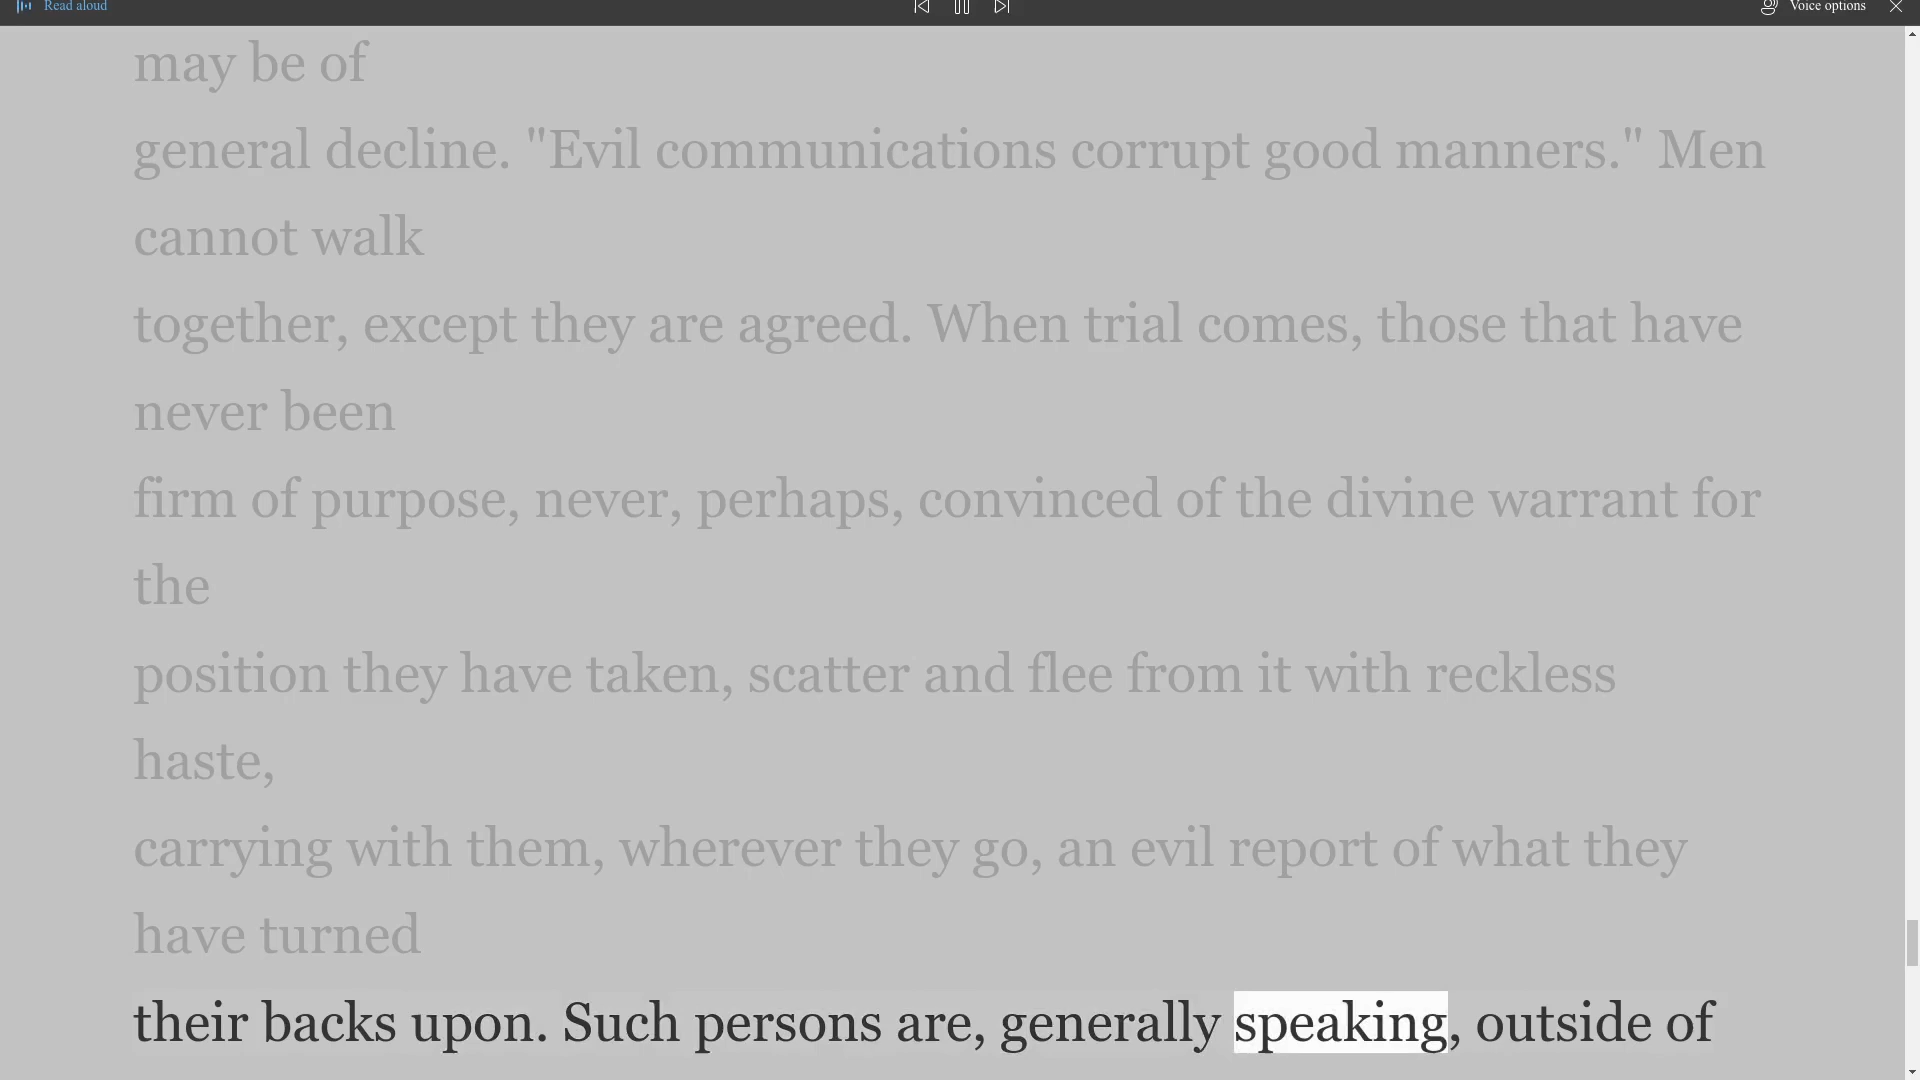 Read aloud
Voice options
may be of
general decline. "Evil communications corrupt good manners." Men
cannot walk
together, except they are agreed. When trial comes, those that have
never been
firm of purpose, never, perhaps, convinced of the divine warrant for
the
position they have taken, scatter and flee from it with reckless
haste,
carrying with them, wherever they go, an evil report of what they
have turned
their backs upon. Such persons are, generally speaking, outside of